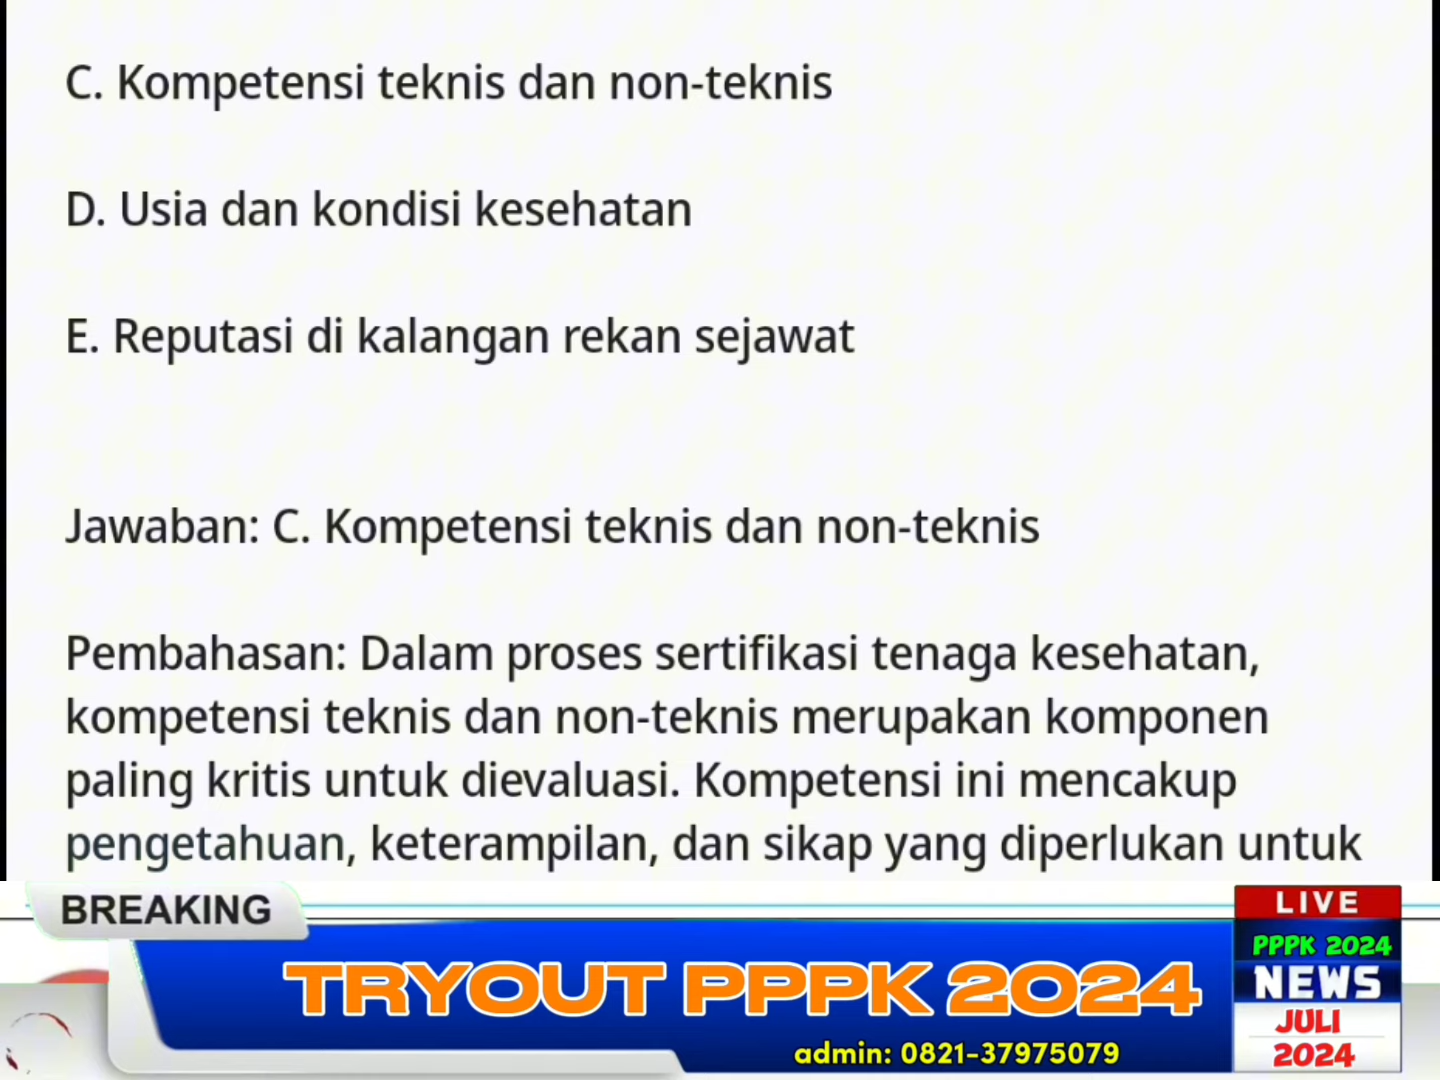 C. Kompetensi teknis dan non-teknis
D. Usia dan kondisi kesehatan
E. Reputasi di kalangan rekan sejawat
Jawaban: C. Kompetensi teknis dan non-teknis
Pembahasan: Dalam proses sertifikasi tenaga kesehatan,
kompetensi teknis dan non-teknis merupakan komponen
paling kritis untuk dievaluasi. Kompetensi ini mencakup
pengetahuan, keterampilan, dan sikap yang diperlukan untuk
BREAKING
TRYOUT PPPK 2024
admin: 0821-37975079
LIVE
PPPK 2024
NEWS
JULI
2024